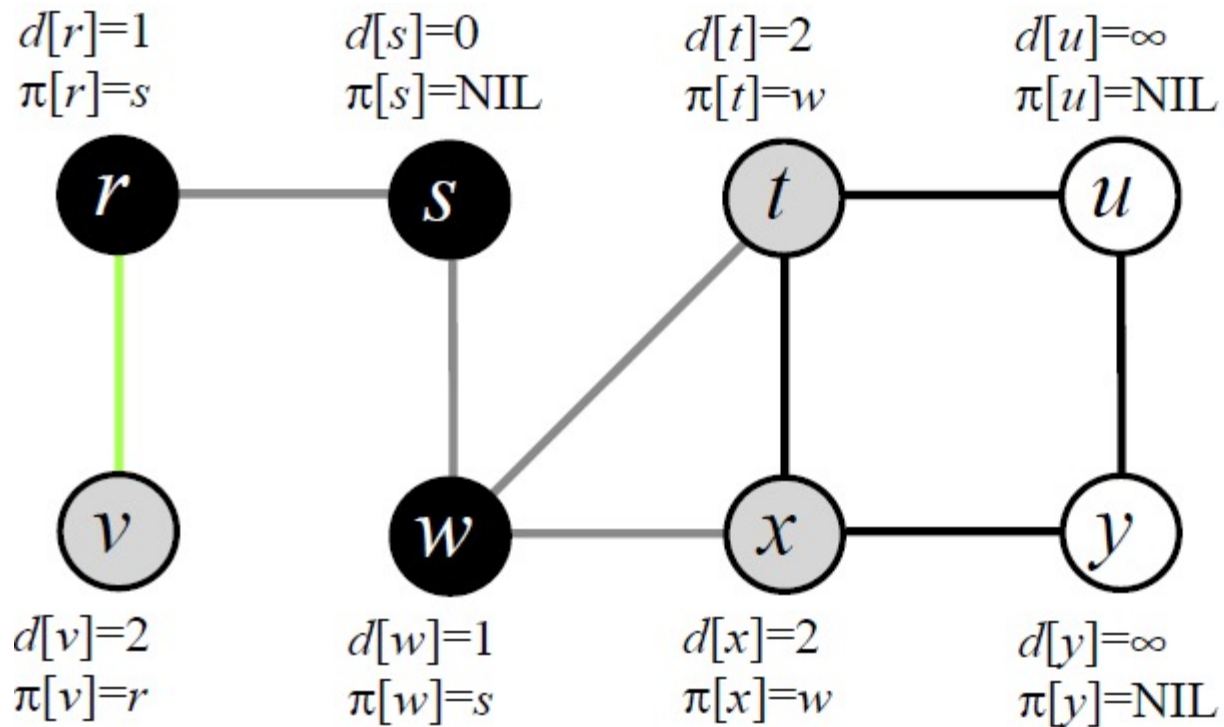 d[r]=1
π[r]=s
d[s]=0
π[s]=NIL
d[t]=2
π[t]=w
d[u]=∞
π[u]=NIL
r
s
t
u
v
w
x
y
d[v]=2
π[v]=r
d[w]=1
π[w]=s
d[x]=2
π[x]=w
d[y]=∞
π[y]=NIL